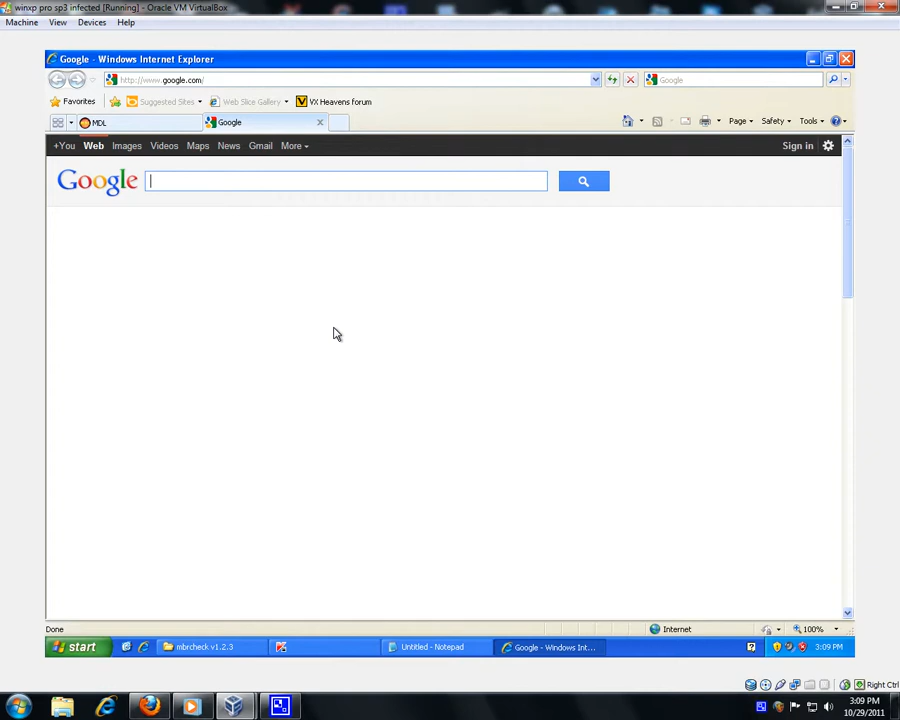 winxp pro sp3 infected [Running] - Oracle VM VirtualBox
Machine View Devices Help
Google - Windows Internet Explorer
http://www.google.com/ Google
Favorites Suggested Sites Web Slice Gallery VX Heavens forum
MDL Google Page Safety Tools
+You Web Images Videos Maps News Gmail More Sign in
Google
Done Internet 100%
start mbrcheck v1.2.3 Untitled - Notepad Google - Windows Int... 3:09 PM
Right Ctrl
3:09 PM
10/29/2011